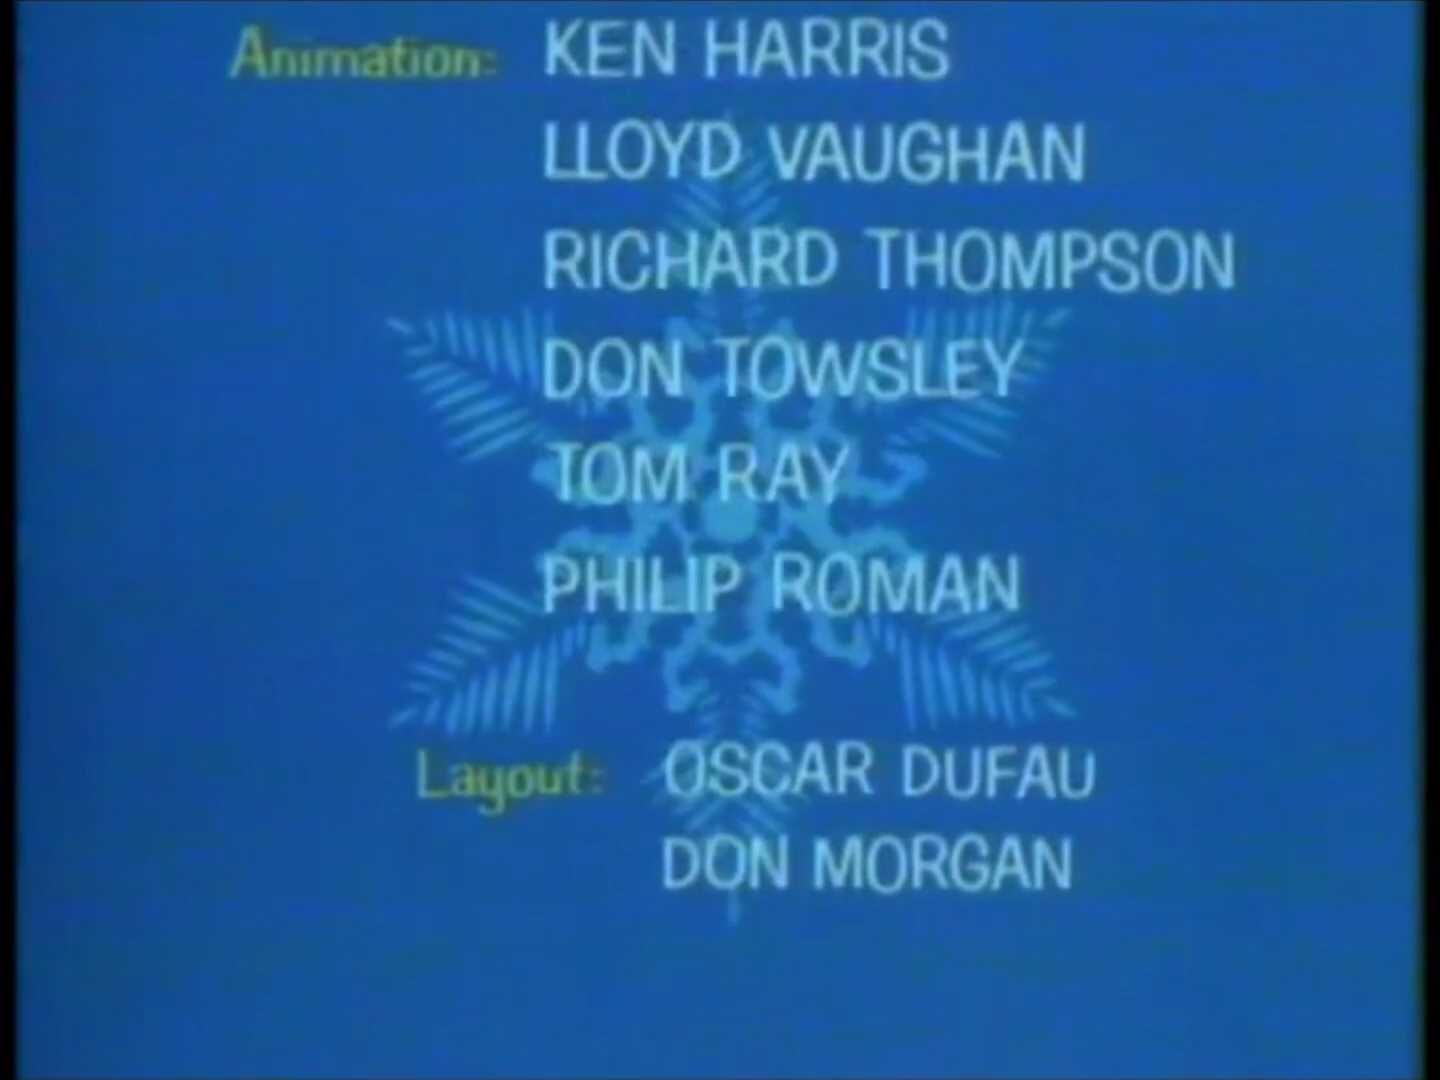 Animation: KEN HARRIS
LLOYD VAUGHAN
RICHARD THOMPSON
DON TOWSLEY
TOM RAY
PHILIP ROMAN
Layout: OSCAR DUFAU
DON MORGAN